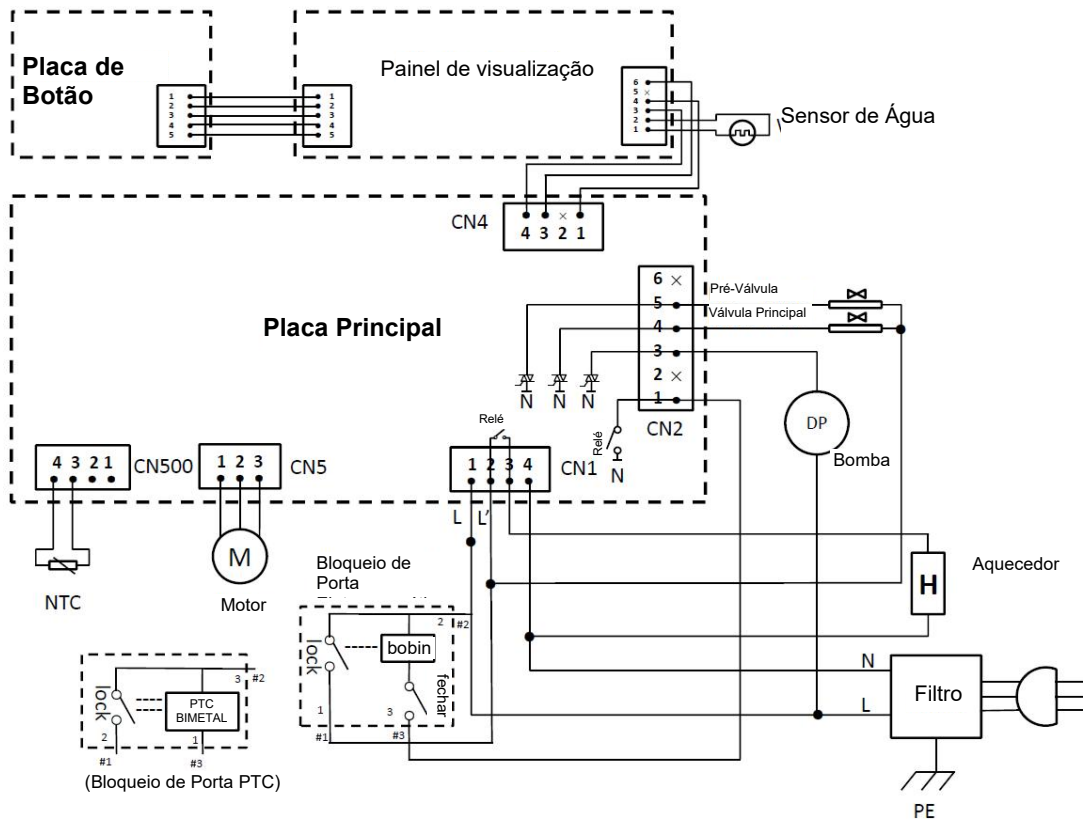 Placa de
Botão
1
2
3
4
5
1
2
3
4
5
Painel de visualização
6
5 ×
4
3
2
1
Sensor de Água
CN4
×
4 3 2 1
Placa Principal
6 ×
5
4
3
2 ×
1
CN2
Pré-Válvula
Válvula Principal
N N N
Relé
Relé
N
DP
Bomba
4 3 2 1
CN500
1 2 3
CN5
1 2 3 4
CN1
L L'
NTC
M
Motor
Bloqueio de
Porta
2 #2
lock
bobin
fechar
1
3
#1 #3
H
Aquecedor
N
L
Filtro
PE
3 #2
lock
PTC
BIMETAL
2 1
#1 #3
(Bloqueio de Porta PTC)